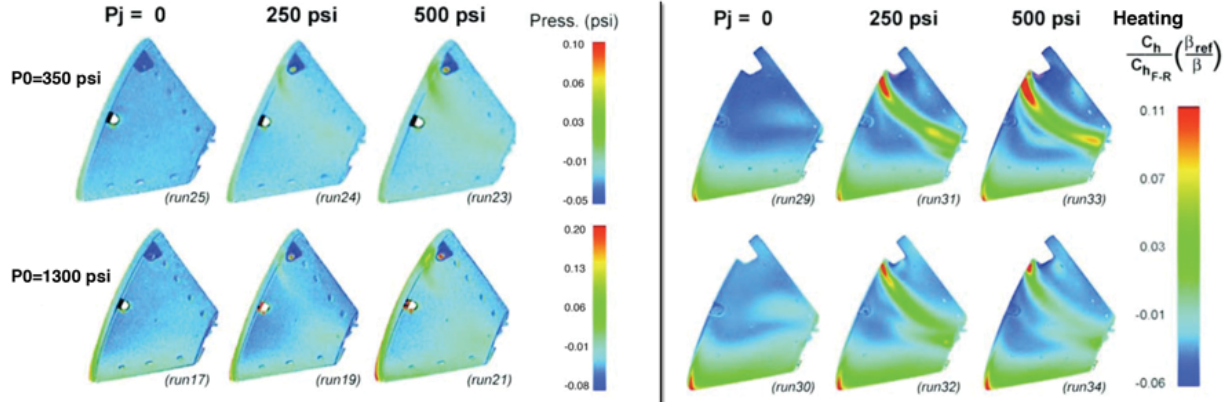 Pj = 0 250 psi 500 psi Press. (psi)
P0=350 psi
0.10
0.06
0.03
-0.01
-0.05
(run25) (run24) (run23)
P0=1300 psi
0.20
0.13
0.06
-0.01
-0.08
(run17) (run19) (run21)
Pj = 0 250 psi 500 psi Heating
C_h / C_h_F-R (β_ref / β)
0.11
0.07
0.03
-0.01
-0.06
(run29) (run31) (run33)
(run30) (run32) (run34)